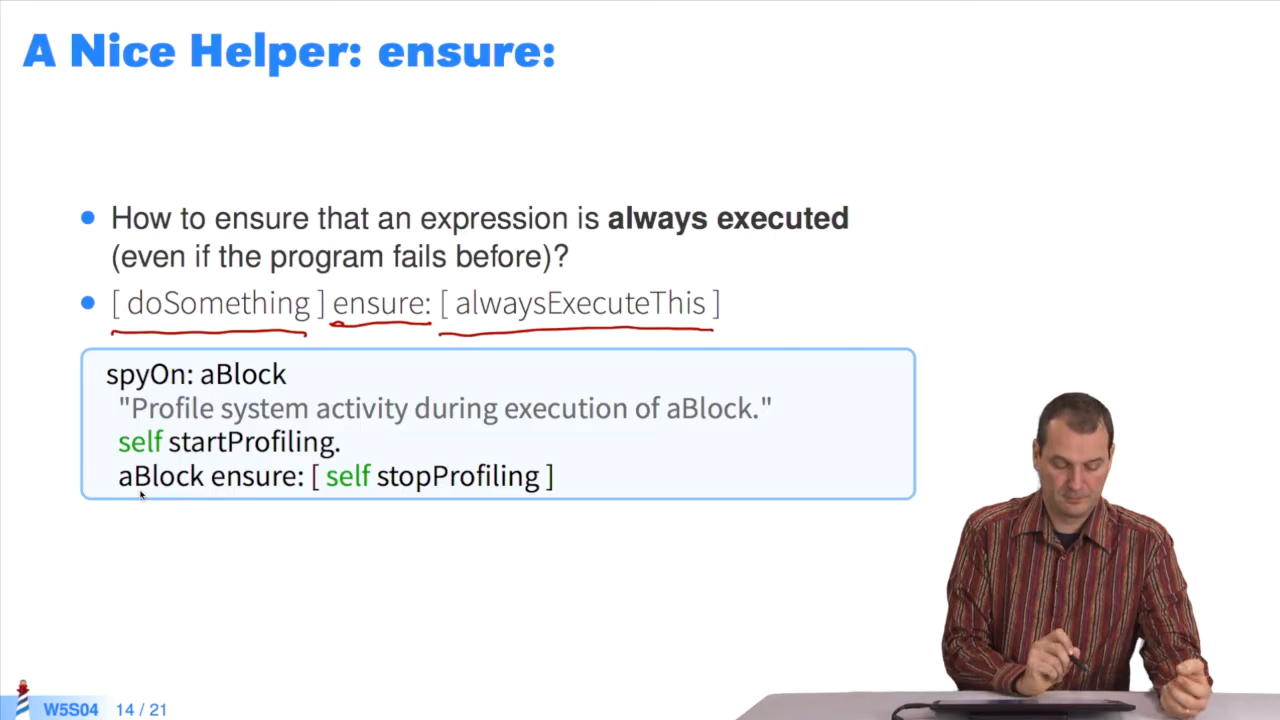 A Nice Helper: ensure:
How to ensure that an expression is always executed
(even if the program fails before)?
[ doSomething ] ensure: [ alwaysExecuteThis ]
spyOn: aBlock
"Profile system activity during execution of aBlock."
self startProfiling.
aBlock ensure: [ self stopProfiling ]
W5S04 14 / 21